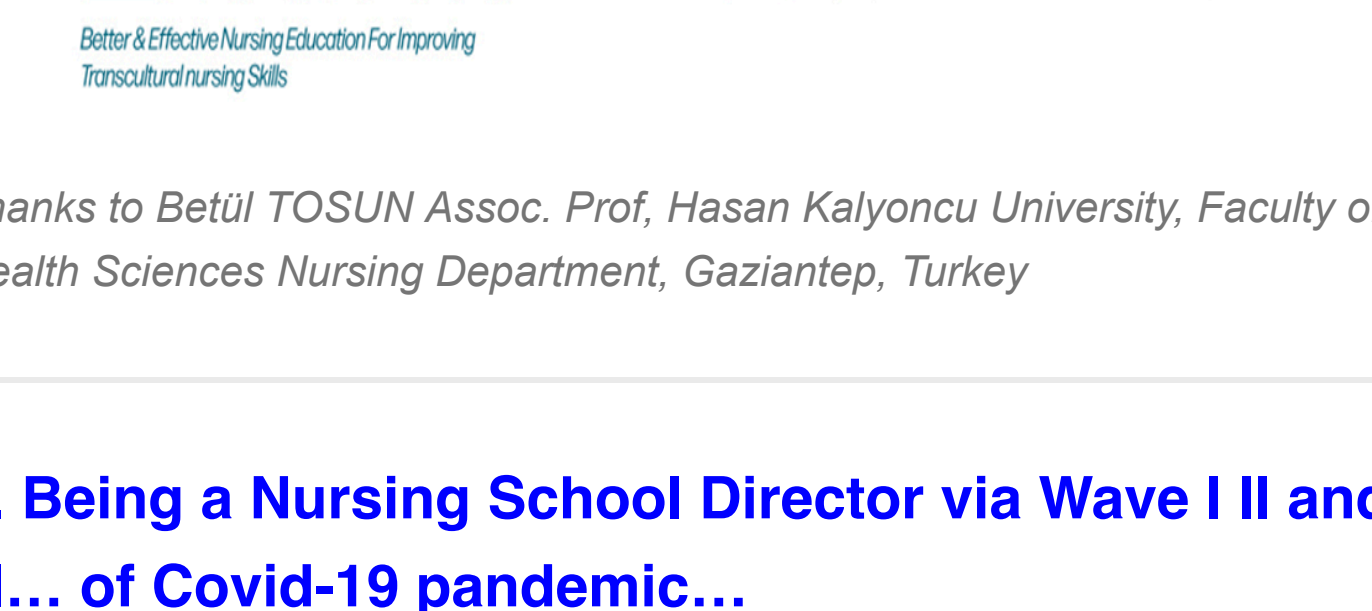 Better & Effective Nursing Education For Improving
Transcultural nursing Skills
hanks to Betül TOSUN Assoc. Prof, Hasan Kalyoncu University, Faculty o
ealth Sciences Nursing Department, Gaziantep, Turkey
. Being a Nursing School Director via Wave I II and
I… of Covid-19 pandemic…